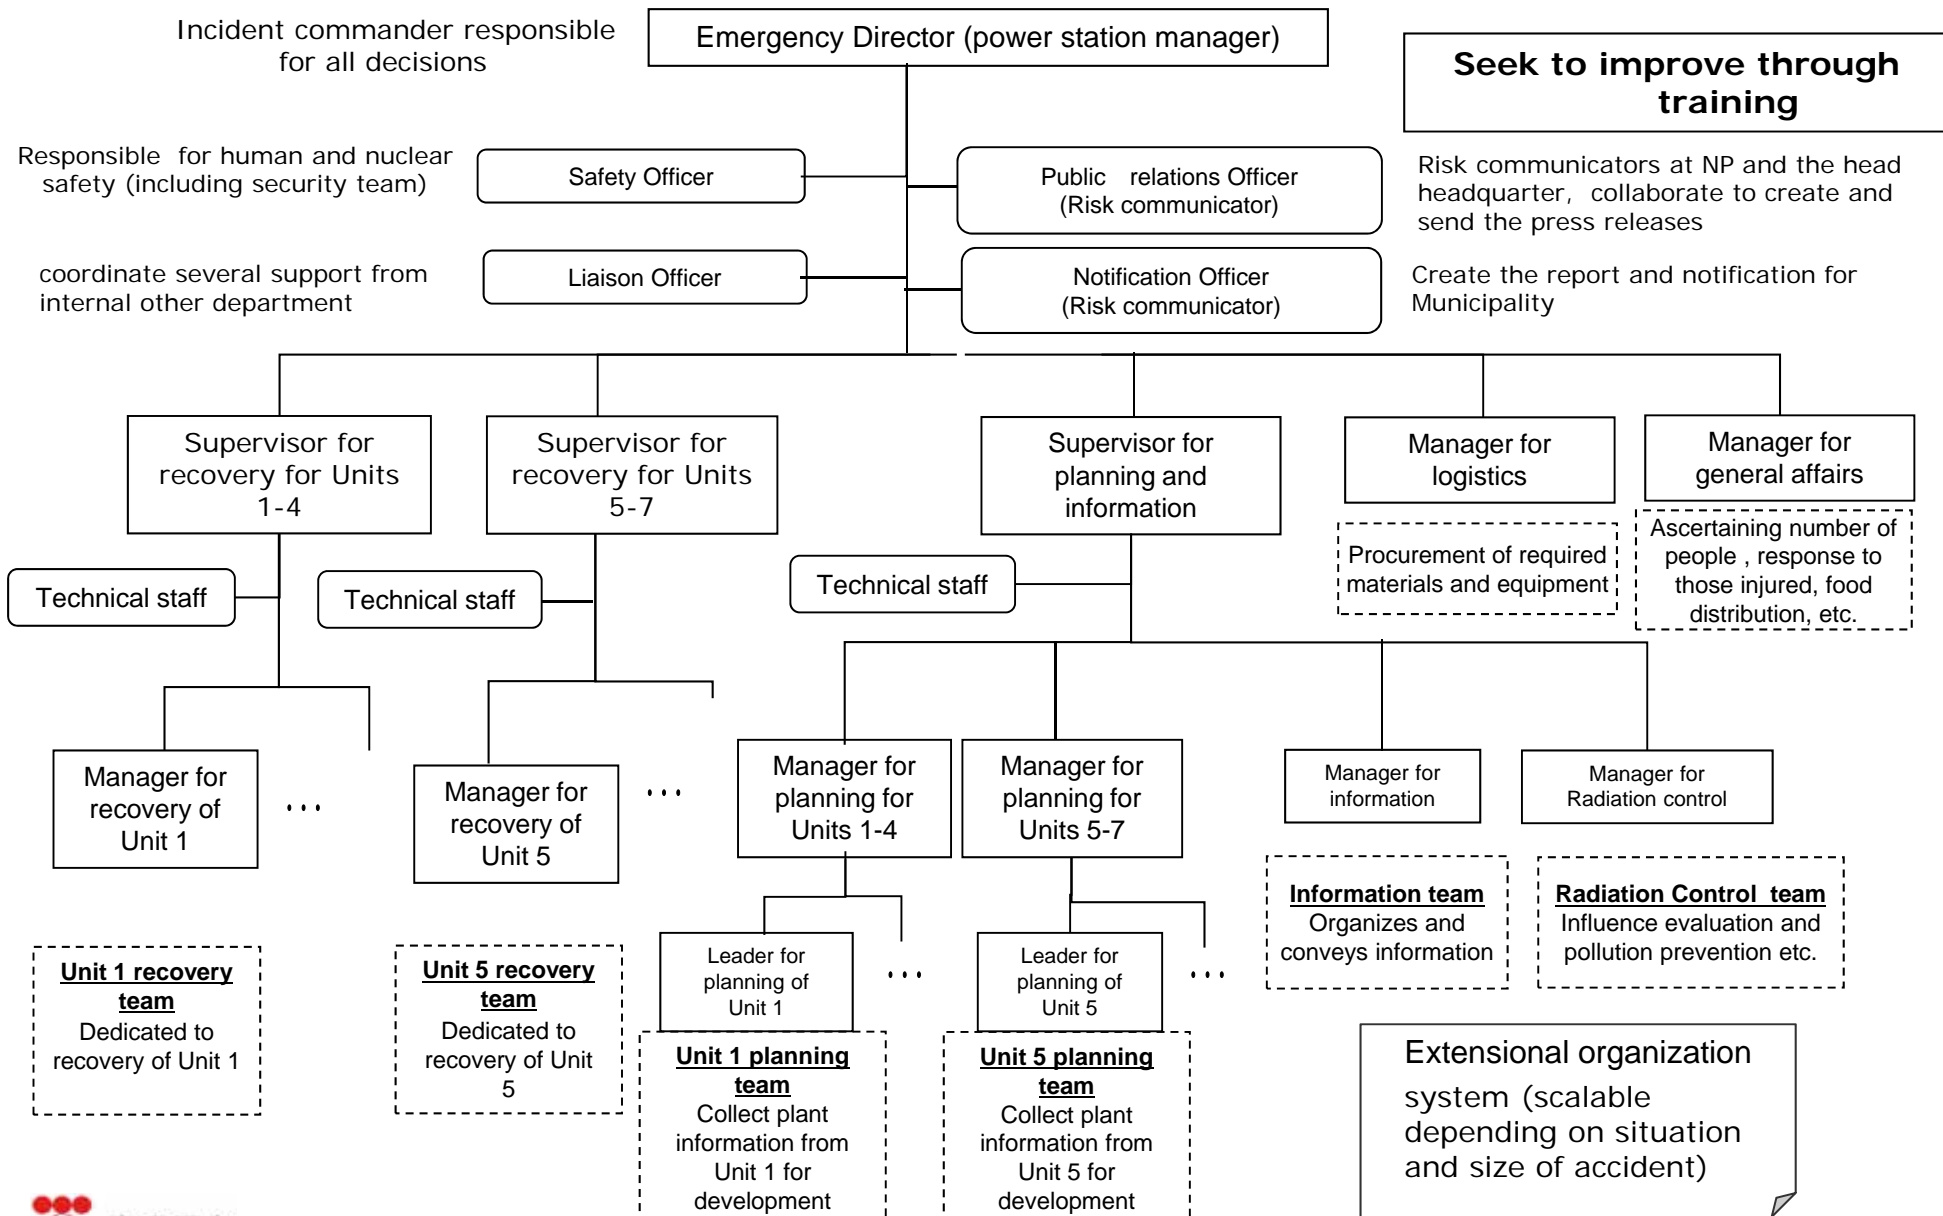 Incident commander responsible
for all decisions
Emergency Director (power station manager)
Seek to improve through
training
Responsible for human and nuclear
safety (including security team)
Safety Officer
Public relations Officer
(Risk communicator)
Risk communicators at NP and the head
headquarter, collaborate to create and
send the press releases
coordinate several support from
internal other department
Liaison Officer
Notification Officer
(Risk communicator)
Create the report and notification for
Municipality
Supervisor for
recovery for Units
1-4
Supervisor for
recovery for Units
5-7
Supervisor for
planning and
information
Manager for
logistics
Manager for
general affairs
Procurement of required
materials and equipment
Ascertaining number of
people , response to
those injured, food
distribution, etc.
Technical staff
Technical staff
Technical staff
Manager for
recovery of
Unit 1
...
Manager for
recovery of
Unit 5
...
Manager for
planning for
Units 1-4
Manager for
planning for
Units 5-7
Manager for
information
Manager for
Radiation control
Unit 1 recovery
team
Dedicated to
recovery of Unit 1
Unit 5 recovery
team
Dedicated to
recovery of Unit
5
Leader for
planning of
Unit 1
...
Leader for
planning of
Unit 5
...
Information team
Organizes and
conveys information
Radiation Control team
Influence evaluation and
pollution prevention etc.
Unit 1 planning
team
Collect plant
information from
Unit 1 for
development
Unit 5 planning
team
Collect plant
information from
Unit 5 for
development
Extensional organization
system (scalable
depending on situation
and size of accident)